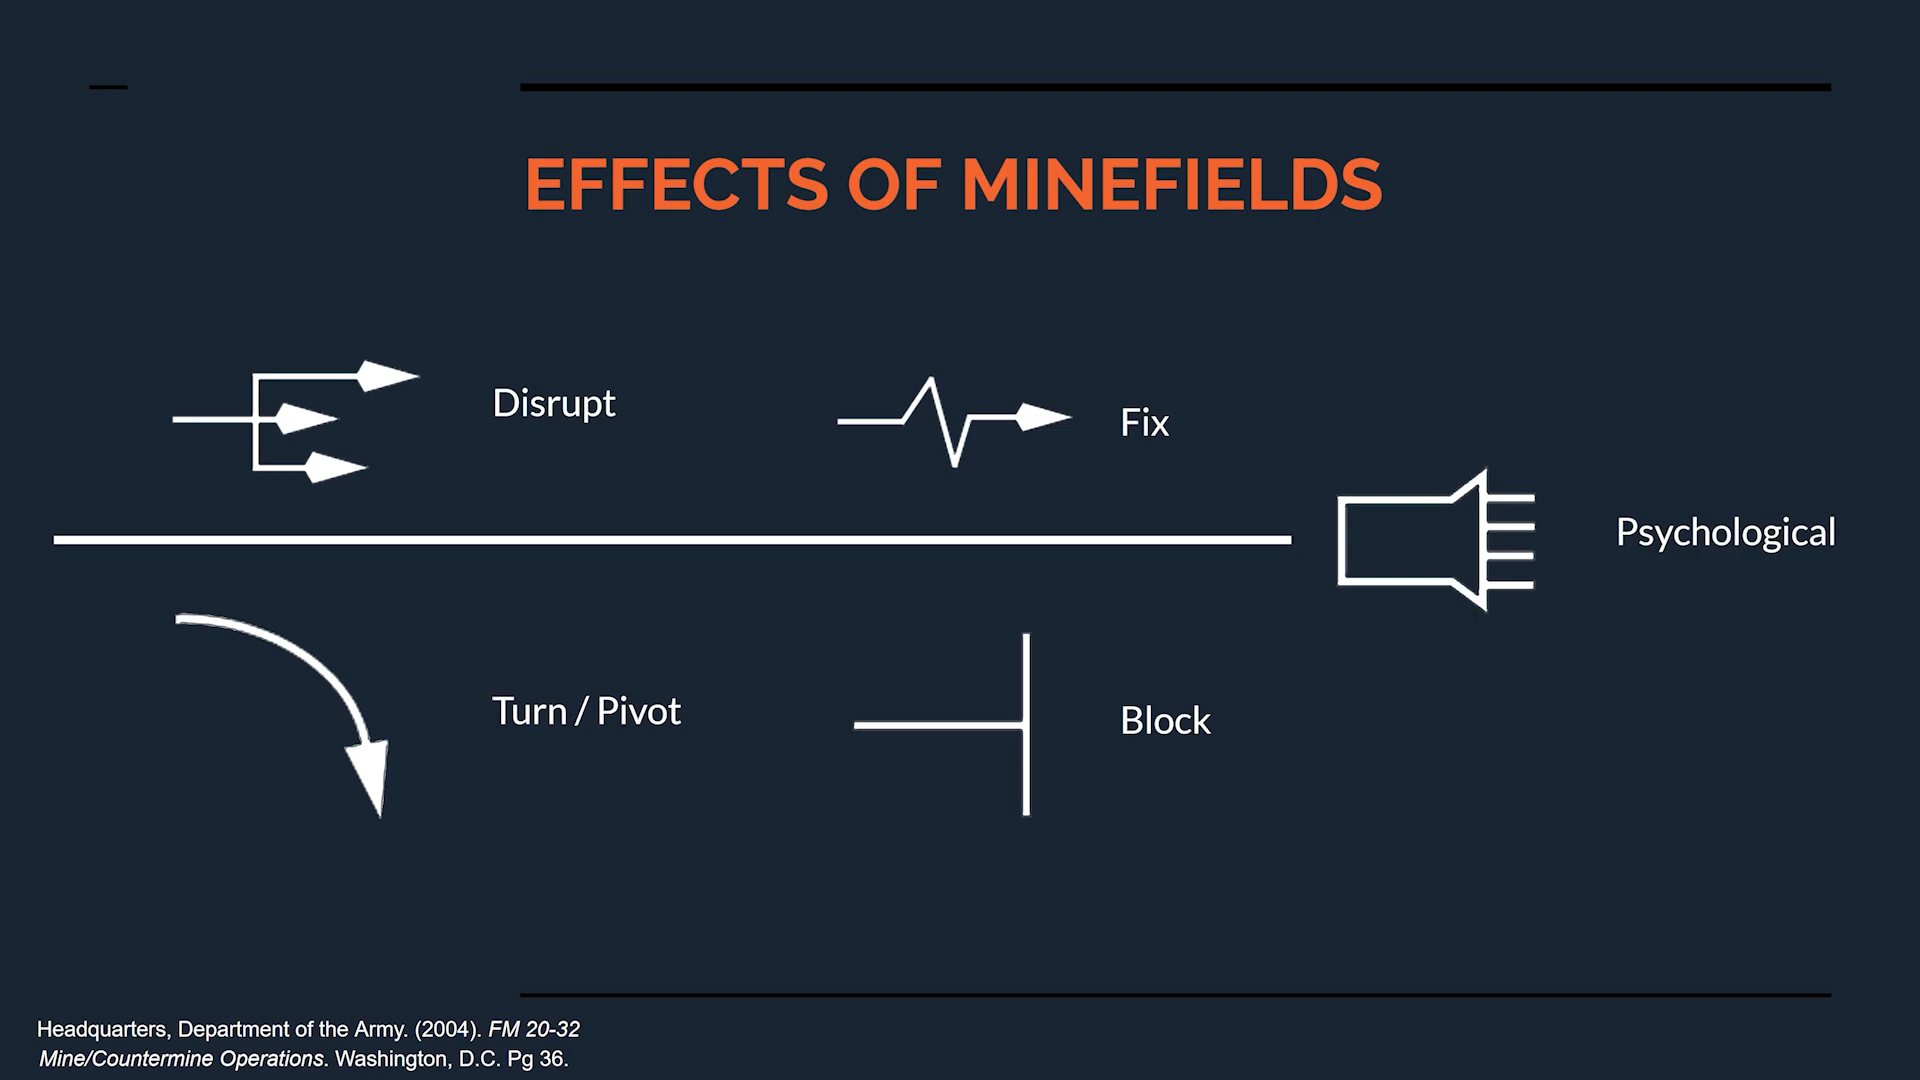 EFFECTS OF MINEFIELDS
Disrupt
Fix
Psychological
Turn / Pivot
Block
Headquarters, Department of the Army. (2004). FM 20-32
Mine/Countermine Operations. Washington, D.C. Pg 36.